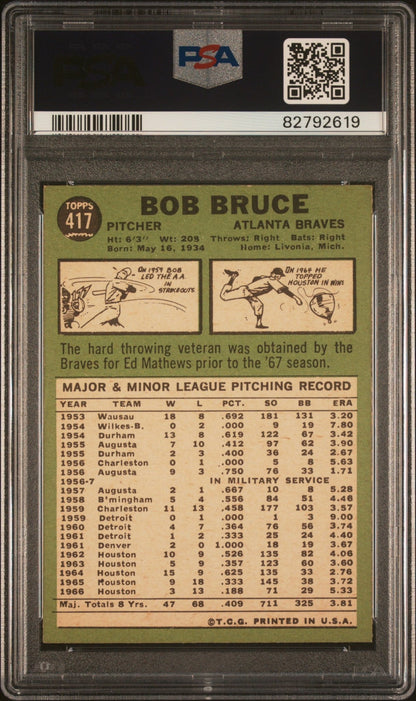 PSA
82792619
TOPPS
417
BOB BRUCE
PITCHER ATLANTA BRAVES
Ht: 6'3" Wt: 208 Throws: Right Bats: Right
Born: May 16, 1934 Home: Livonia, Mich.
ON 1959 BOB
LED THE A.A.
IN
STRIKEOUTS
ON 1964 HE
TOPPED
HOUSTON IN WINS
The hard throwing veteran was obtained by the
Braves for Ed Mathews prior to the '67 season.
MAJOR & MINOR LEAGUE PITCHING RECORD
YEAR TEAM W L PCT. SO BB ERA
1953 Wausau 18 8 .692 181 131 3.20
1954 Wilkes-B. 0 2 .000 9 19 7.80
1954 Durham 13 8 .619 122 67 3.42
1955 Augusta 7 10 .412 97 62 3.90
1955 Durham 2 3 .400 36 24 2.67
1956 Charleston 0 1 .000 5 8 5.63
1956 Augusta 9 3 .750 76 33 1.71
1956-7 IN MILITARY SERVICE
1957 Augusta 2 1 .667 10 8 5.28
1958 B'mingham 5 4 .556 84 51 4.46
1959 Charleston 11 13 .458 177 103 3.57
1959 Detroit 0 1 .000 1 3 9.00
1960 Detroit 4 7 .364 76 56 3.74
1961 Detroit 1 2 .333 25 24 4.40
1961 Denver 2 0 1.000 18 19 3.67
1962 Houston 10 9 .526 135 82 4.06
1963 Houston 5 9 .357 123 60 3.60
1964 Houston 15 9 .625 135 33 2.76
1965 Houston 9 18 .333 145 38 3.72
1966 Houston 3 13 .188 71 29 5.33
Maj. Totals 8 Yrs. 47 68 .409 711 325 3.81
©T.C.G. PRINTED IN U.S.A.